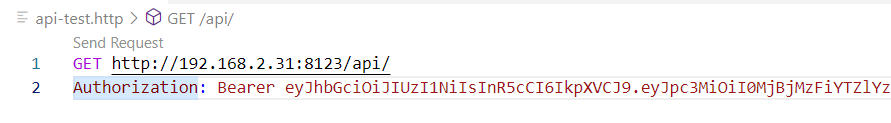 api-test.http > GET /api/
Send Request
1 GET http://192.168.2.31:8123/api/
2 Authorization: Bearer eyJhbGciOiJIUzI1NiIsInR5cCI6IkpXVCJ9.eyJpc3MiOiI0MjBjMzFiYTZlYz